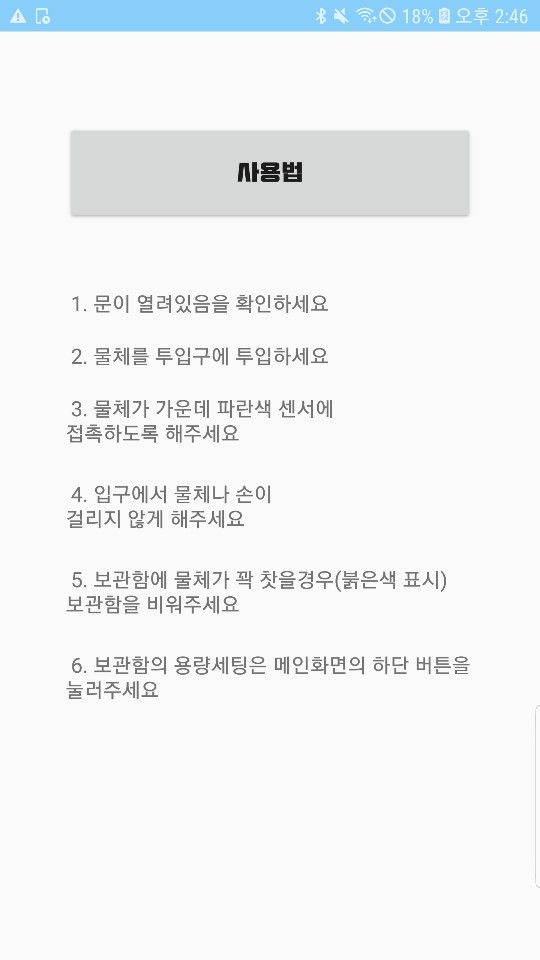 18% 오후 2:46
사용법
1. 문이 열려있음을 확인하세요
2. 물체를 투입구에 투입하세요
3. 물체가 가운데 파란색 센서에
접촉하도록 해주세요
4. 입구에서 물체나 손이
걸리지 않게 해주세요
5. 보관함에 물체가 꽉 찻을경우(붉은색 표시)
보관함을 비워주세요
6. 보관함의 용량세팅은 메인화면의 하단 버튼을
눌러주세요